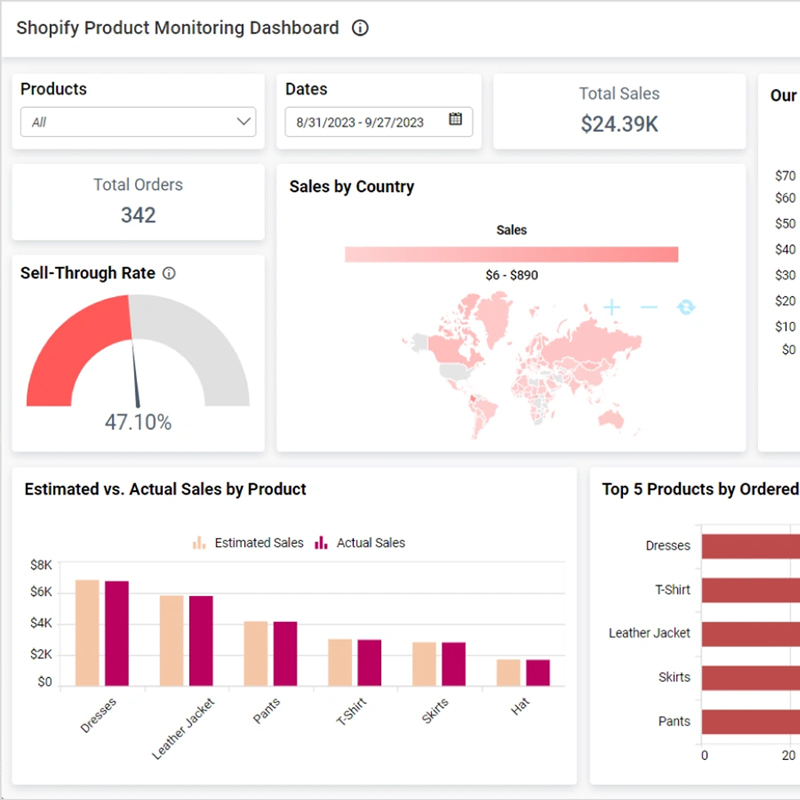 Shopify Product Monitoring Dashboard
Products
All
Dates
8/31/2023 - 9/27/2023
Total Sales
$24.39K
Our
$70
$60
$50
$40
$30
$20
$10
$0
Total Orders
342
Sales by Country
Sales
$6 - $890
Sell-Through Rate
47.10%
Estimated vs. Actual Sales by Product
Estimated Sales
Actual Sales
$8K
$6K
$4K
$2K
$0
Dresses
Leather Jacket
Pants
T-Shirt
Skirts
Hat
Top 5 Products by Ordered
Dresses
T-Shirt
Leather Jacket
Skirts
Pants
0
20